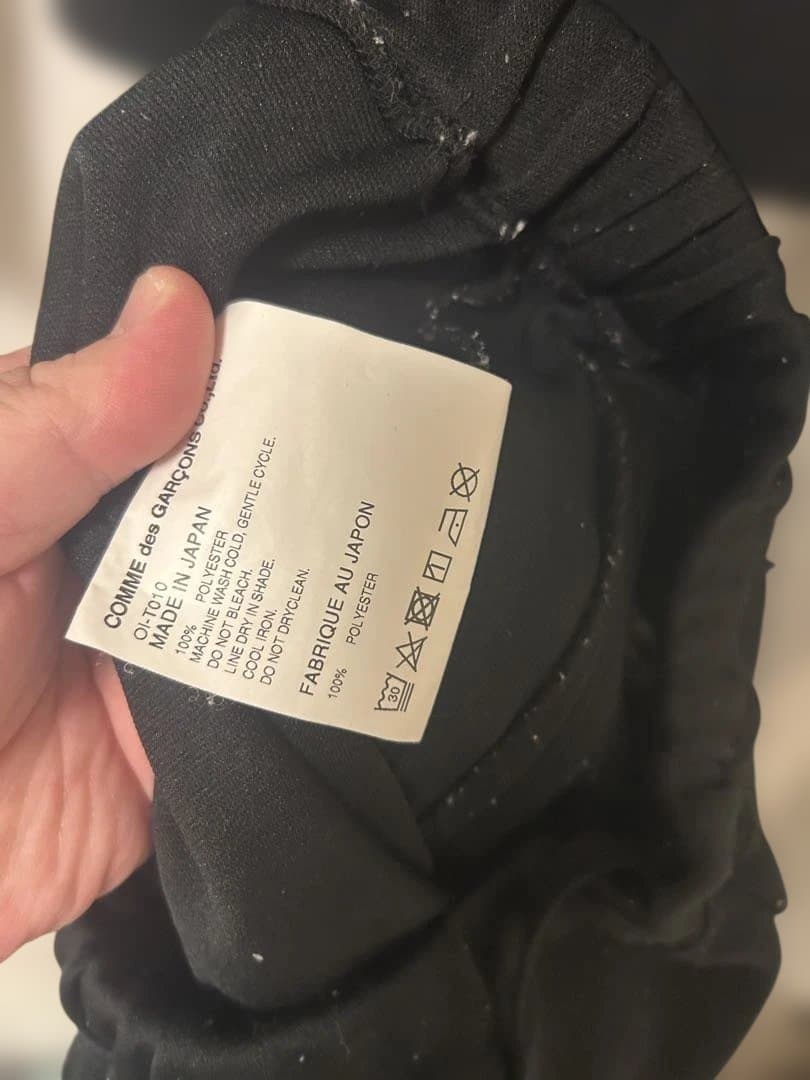 COMME des GARÇONS CO.,Ltd.
OI-T010
MADE IN JAPAN
100% POLYESTER
MACHINE WASH COLD, GENTLE CYCLE.
DO NOT BLEACH.
LINE DRY IN SHADE.
COOL IRON.
DO NOT DRYCLEAN.
FABRIQUE AU JAPON
100% POLYESTER
30